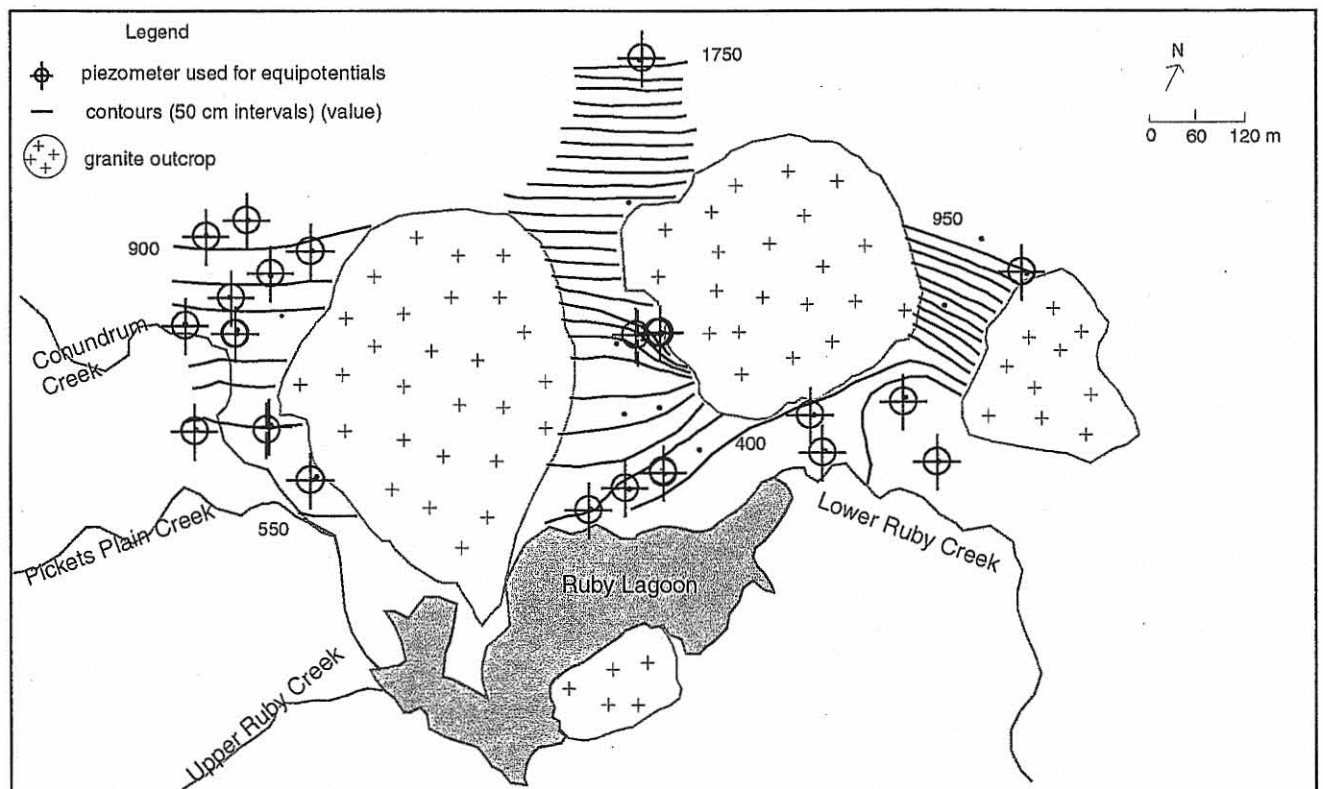 Legend
piezometer used for equipotentials
contours (50 cm intervals) (value)
granite outcrop
1750
N
0 60 120 m
900
950
Conundrum
Creek
400
Pickets Plain Creek
550
Lower Ruby Creek
Ruby Lagoon
Upper Ruby Creek